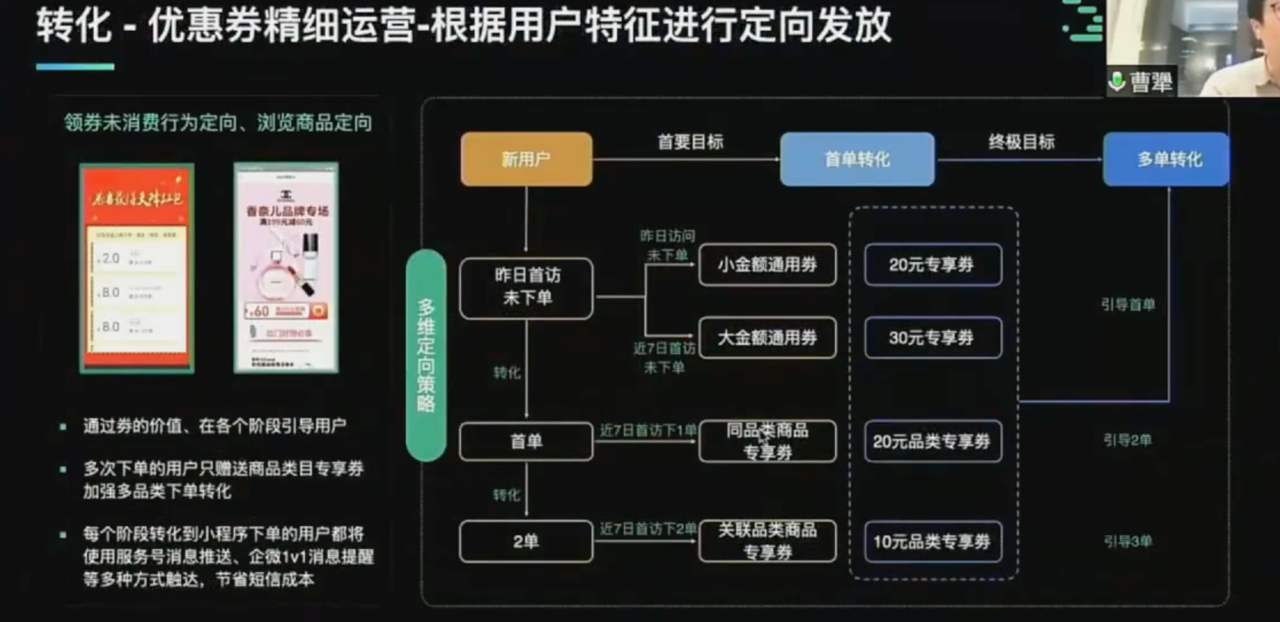 转化 - 优惠券精细运营-根据用户特征进行定向发放
曹犟
领券未消费行为定向、浏览商品定向
2.0
8.0
8.0
香奈儿品牌专场
满199元减60元
¥60
通过券的价值、在各个阶段引导用户
多次下单的用户只赠送商品类目专享券
加强多品类下单转化
每个阶段转化到小程序下单的用户都将
使用服务号消息推送、企微1v1消息提醒
等多种方式触达，节省短信成本
多维定向策略
新用户
首要目标
首单转化
终极目标
多单转化
昨日首访
未下单
昨日访问
未下单
小金额通用券
20元专享券
近7日首访
未下单
大金额通用券
30元专享券
引导首单
转化
首单
近7日首访下1单
同品类商品
专享券
20元品类专享券
引导2单
转化
2单
近7日首访下2单
关联品类商品
专享券
10元品类专享券
引导3单